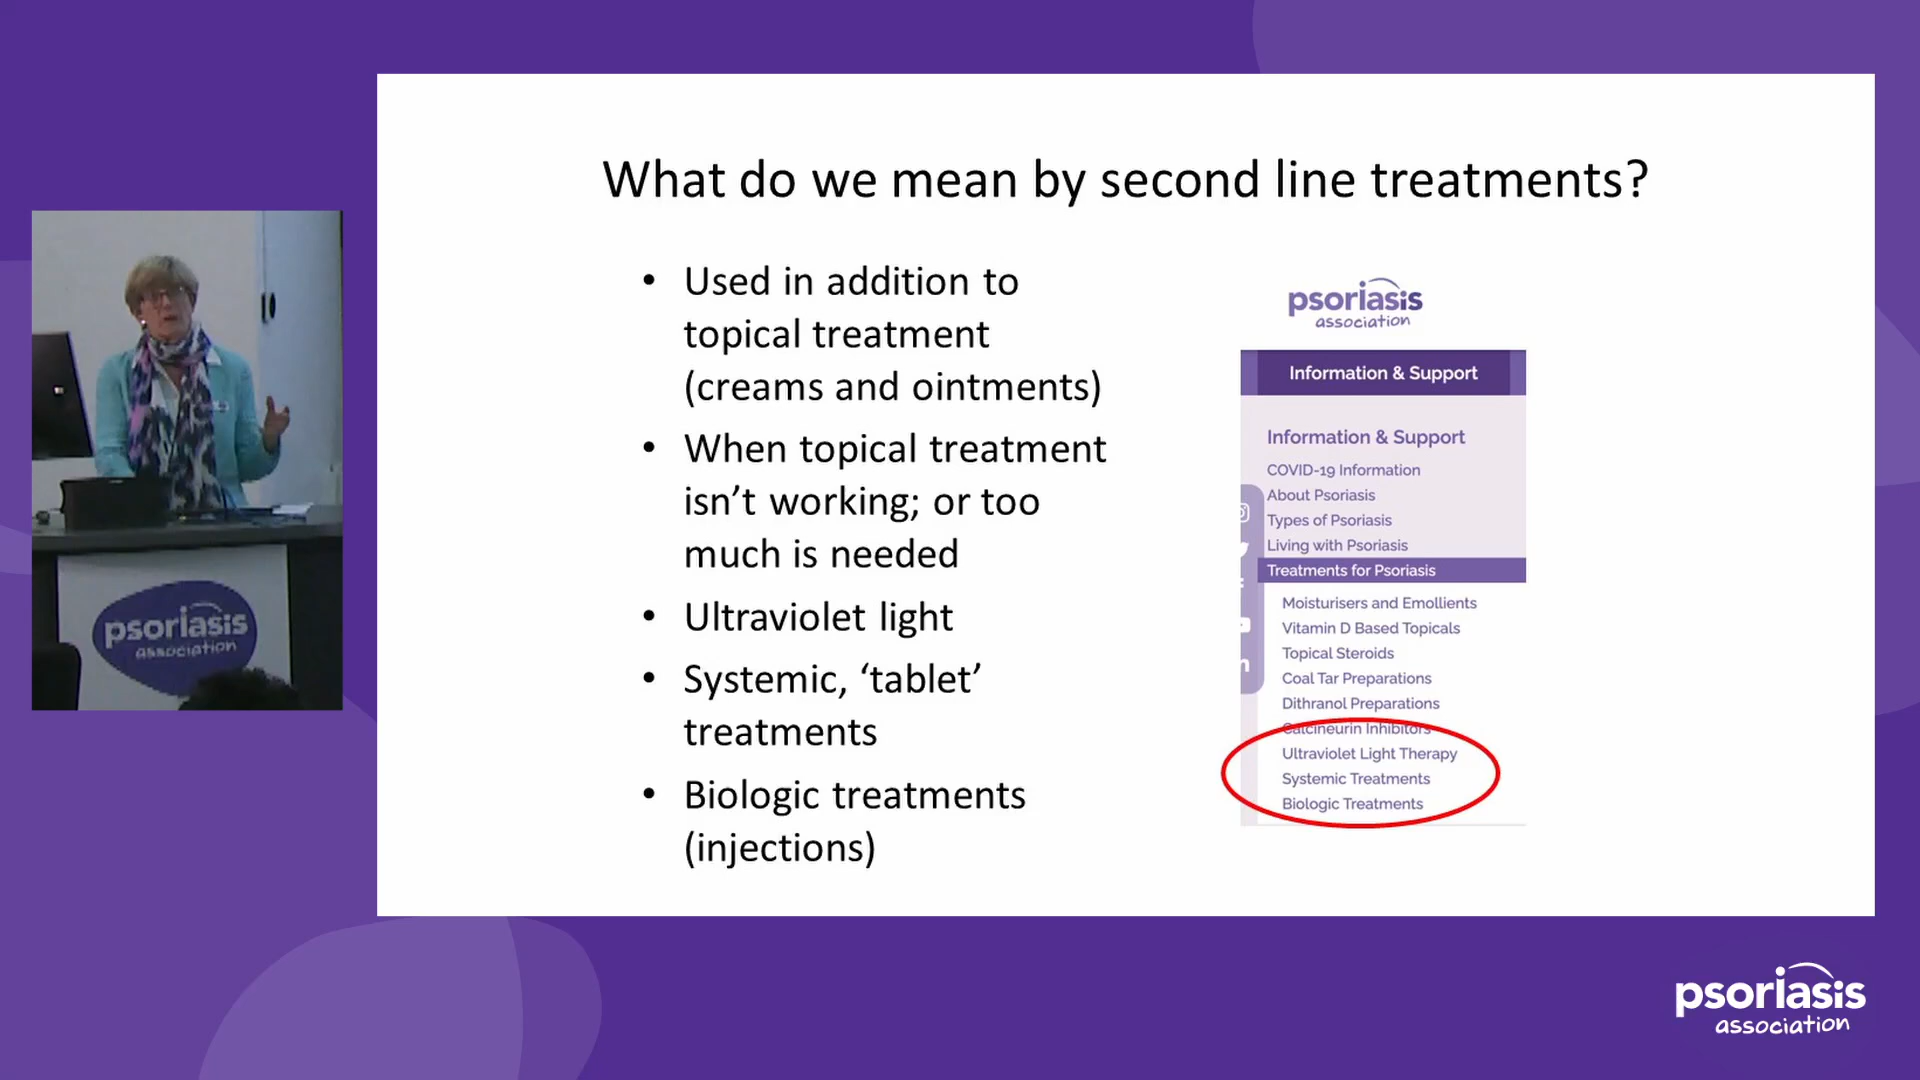 What do we mean by second line treatments?
• Used in addition to
topical treatment
(creams and ointments)
• When topical treatment
isn’t working; or too
much is needed
• Ultraviolet light
• Systemic, ‘tablet’
treatments
• Biologic treatments
(injections)
psoriasis
association
Information & Support
Information & Support
COVID-19 Information
About Psoriasis
Types of Psoriasis
Living with Psoriasis
Treatments for Psoriasis
Moisturisers and Emollients
Vitamin D Based Topicals
Topical Steroids
Coal Tar Preparations
Dithranol Preparations
Calcineurin Inhibitors
Ultraviolet Light Therapy
Systemic Treatments
Biologic Treatments
psoriasis
association
psoriasis
association